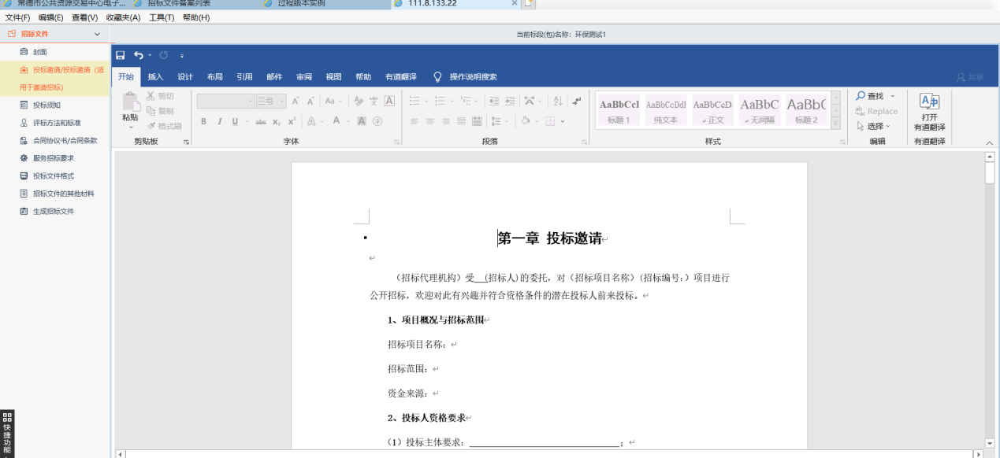 常德市公共资源交易中心电子... 招标文件备案列表 过程版本实例 111.8.133.22
文件(F) 编辑(E) 查看(V) 收藏夹(A) 工具(T) 帮助(H)
招标文件
当前标段(包)名称：环保测试1
封面
投标邀请/投标邀请（适
用于邀请招标）
投标须知
评标方法和标准
合同协议书/合同条款
服务招标要求
投标文件格式
招标文件的其他材料
生成招标文件
快捷功能
开始 插入 设计 布局 引用 邮件 审阅 视图 帮助 有道翻译 操作说明搜索 共享
粘贴 剪切 复制 格式刷
剪贴板
三号
字体
段落
AaBbCcl AaBbCcDdl AaBbCcD AaBbC AaBb(
标题 1 纯文本 正文 无间隔 标题 2
样式
查找
Replace
选择
编辑
打开
有道翻译
有道翻译
第一章 投标邀请
（招标代理机构）受__(招标人)的委托，对（招标项目名称）(招标编号:）项目进行
公开招标，欢迎对此有兴趣并符合资格条件的潜在投标人前来投标。
1、项目概况与招标范围
招标项目名称：
招标范围：
资金来源：
2、投标人资格要求
（1）投标主体要求：______________________________；